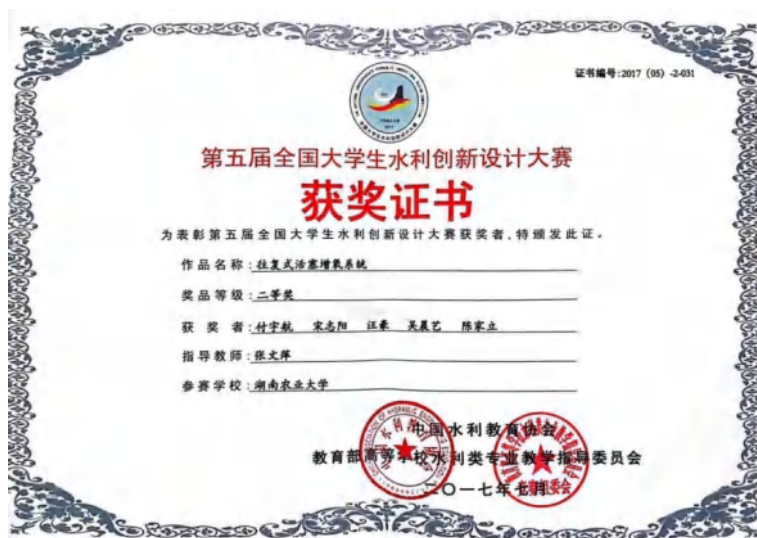 证书编号:2017 (05) -2-031
第五届全国大学生水利创新设计大赛
获奖证书
为表彰第五届全国大学生水利创新设计大赛获奖者,特颁发此证。
作品名称:往复式活塞增氧系统
奖品等级:二等奖
获奖者:付宇航 宋志阳 汪豪 吴晨艺 陈家立
指导教师:张文萍
参赛学校:湖南农业大学
中国水利教育协会
教育部高等学校水利类专业教学指导委员会
二〇一七年七月